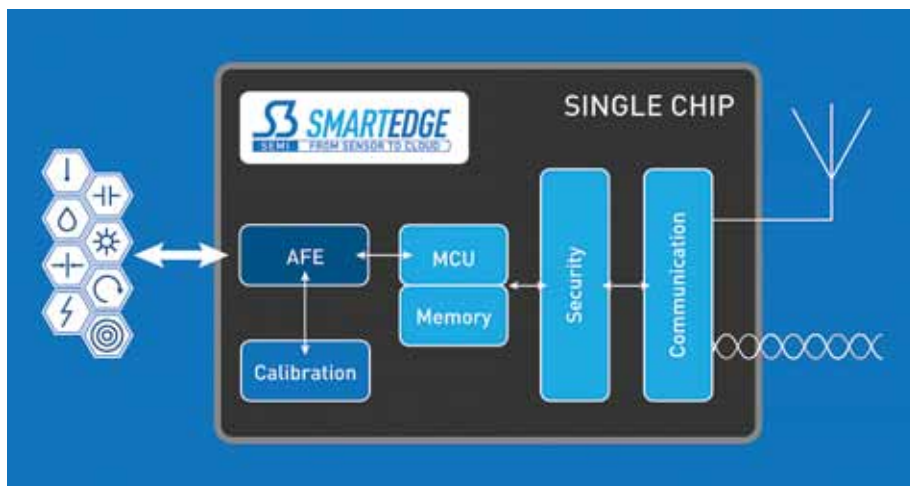 S3 SMARTEDGE
SEMI FROM SENSOR TO CLOUD
SINGLE CHIP
AFE
MCU
Memory
Calibration
Security
Communication